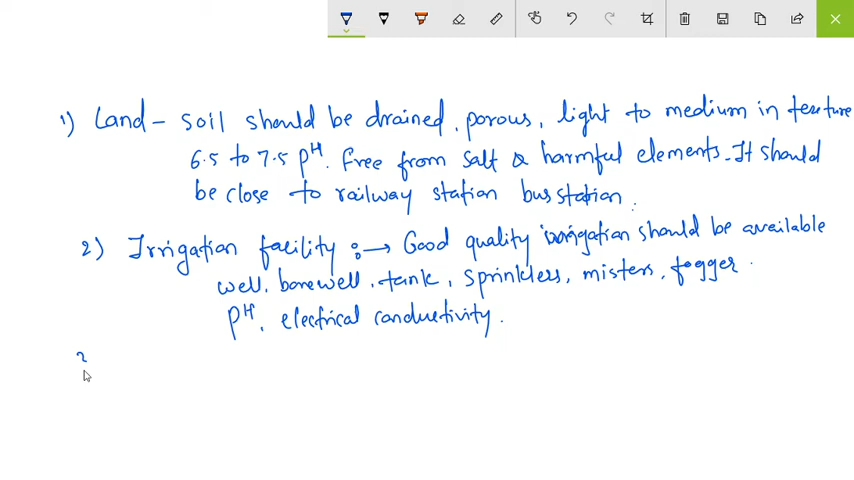 1) Land - soil should be drained, porous, light to medium in texture
6.5 to 7.5 pH. Free from salt & harmful elements. It should
be close to railway station bus station.
2) Irrigation facility :→ Good quality irrigation should be available
well, borewell, tank, sprinklers, misters, fogger.
pH, electrical conductivity.